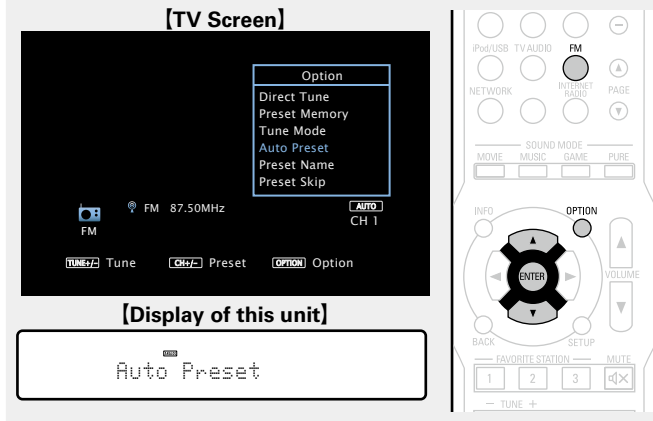 【TV Screen】
Option
Direct Tune
Preset Memory
Tune Mode
Auto Preset
Preset Name
Preset Skip
FM 87.50MHz
AUTO
CH 1
FM
TUNE+/- Tune CH+/- Preset OPTION Option
【Display of this unit】
Auto Preset
iPod/USB TV AUDIO FM
NETWORK INTERNET RADIO PAGE
SOUND MODE
MOVIE MUSIC GAME PURE
INFO OPTION
ENTER
VOLUME
BACK SETUP
FAVORITE STATION MUTE
1 2 3
- TUNE +